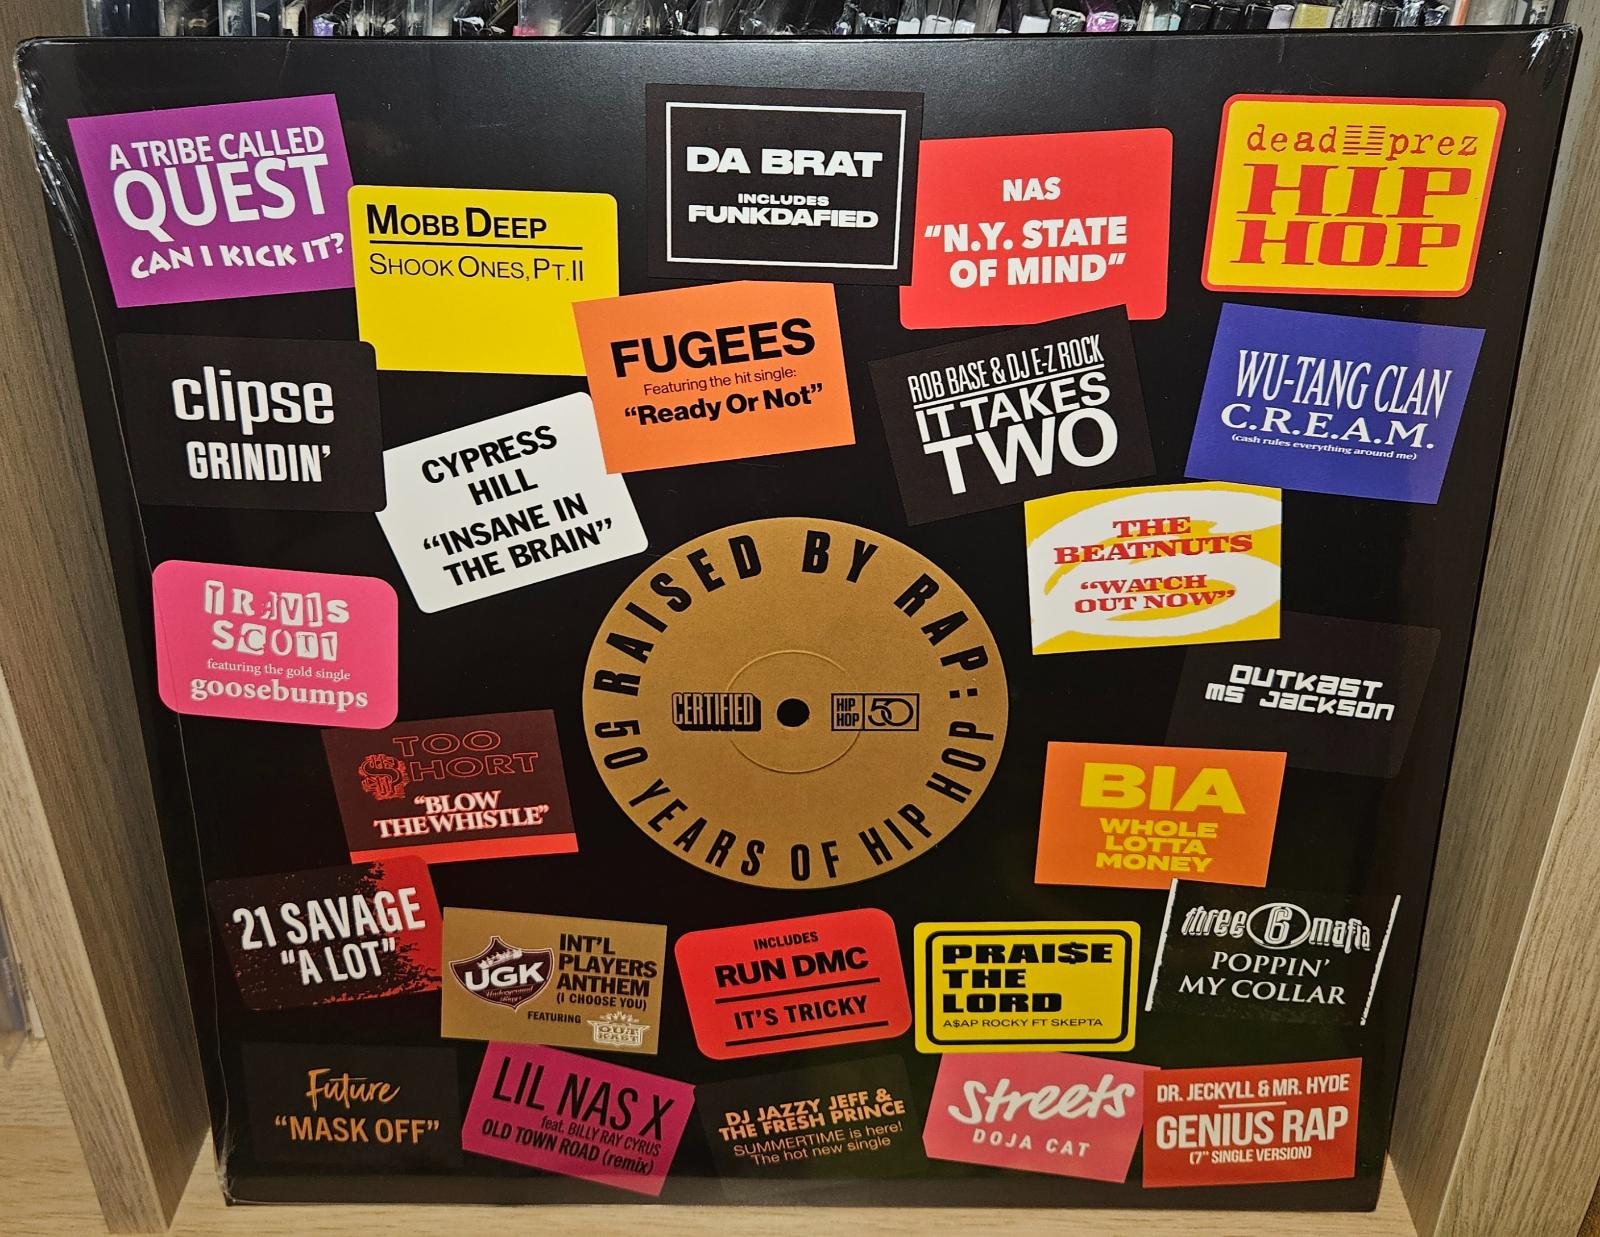 A TRIBE CALLED
QUEST
CAN I KICK IT?
MOBB DEEP
SHOOK ONES, PT. II
DA BRAT
INCLUDES
FUNKDAFIED
NAS
"N.Y. STATE
OF MIND"
dead prez
HIP
HOP
clipse
GRINDIN'
CYPRESS
HILL
"INSANE IN
THE BRAIN"
FUGEES
Featuring the hit single:
"Ready Or Not"
ROB BASE & DJ E-Z ROCK
IT TAKES
TWO
WU-TANG CLAN
C.R.E.A.M.
(cash rules everything around me)
THE
BEATNUTS
"WATCH
OUT NOW"
TRAVIS
SCOTT
featuring the gold single
goosebumps
RAISED BY RAP:
50 YEARS OF HIP HOP
CERTIFIED
HIP
HOP
50
OUTKAST
MS JACKSON
TOO
$HORT
"BLOW
THE WHISTLE"
BIA
WHOLE
LOTTA
MONEY
21 SAVAGE
"A LOT"
UGK
Underground
Kingz
INT'L
PLAYERS
ANTHEM
(I CHOOSE YOU)
FEATURING
OUT
KAST
INCLUDES
RUN DMC
IT'S TRICKY
PRAI$E
THE
LORD
A$AP ROCKY FT SKEPTA
three 6 mafia
POPPIN'
MY COLLAR
Future
"MASK OFF"
LIL NAS X
feat. BILLY RAY CYRUS
OLD TOWN ROAD (remix)
DJ JAZZY JEFF &
THE FRESH PRINCE
SUMMERTIME is here!
The hot new single
Streets
DOJA CAT
DR. JECKYLL & MR. HYDE
GENIUS RAP
(7" SINGLE VERSION)